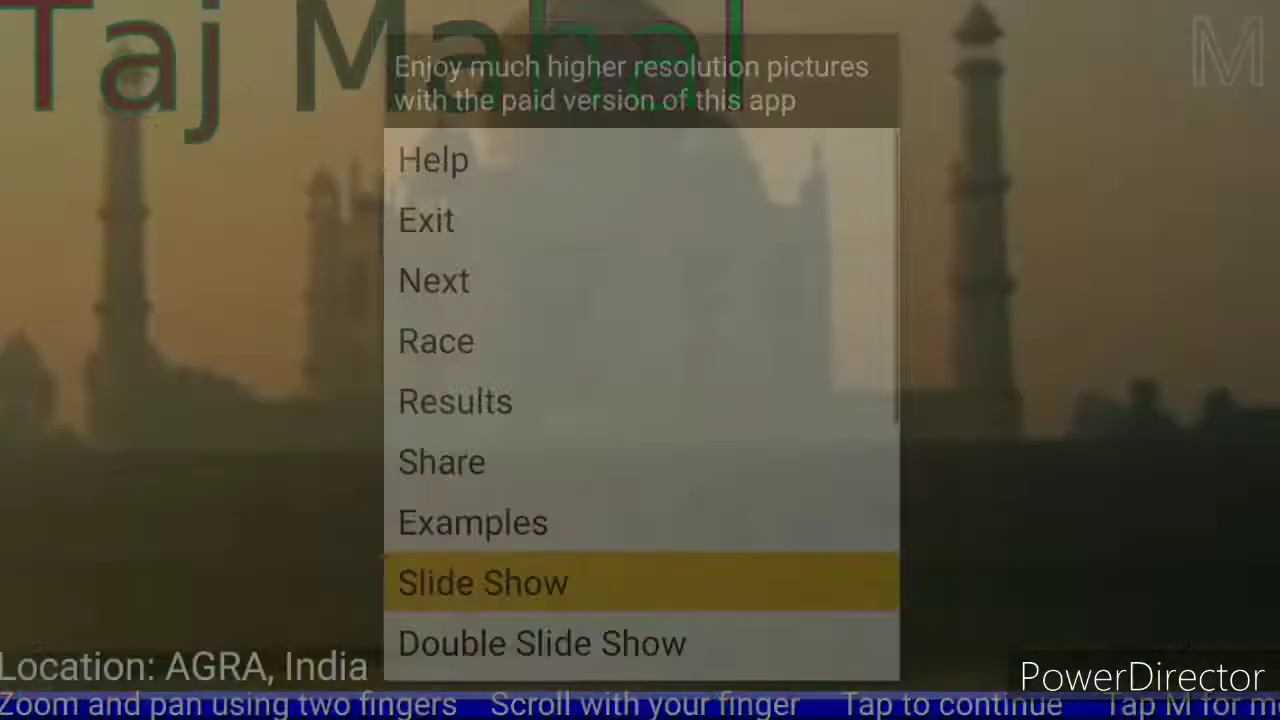 Taj Mahal
M
Enjoy much higher resolution pictures
with the paid version of this app
Help
Exit
Next
Race
Results
Share
Examples
Slide Show
Double Slide Show
Location: AGRA, India
PowerDirector
Zoom and pan using two fingers Scroll with your finger Tap to continue Tap M for m